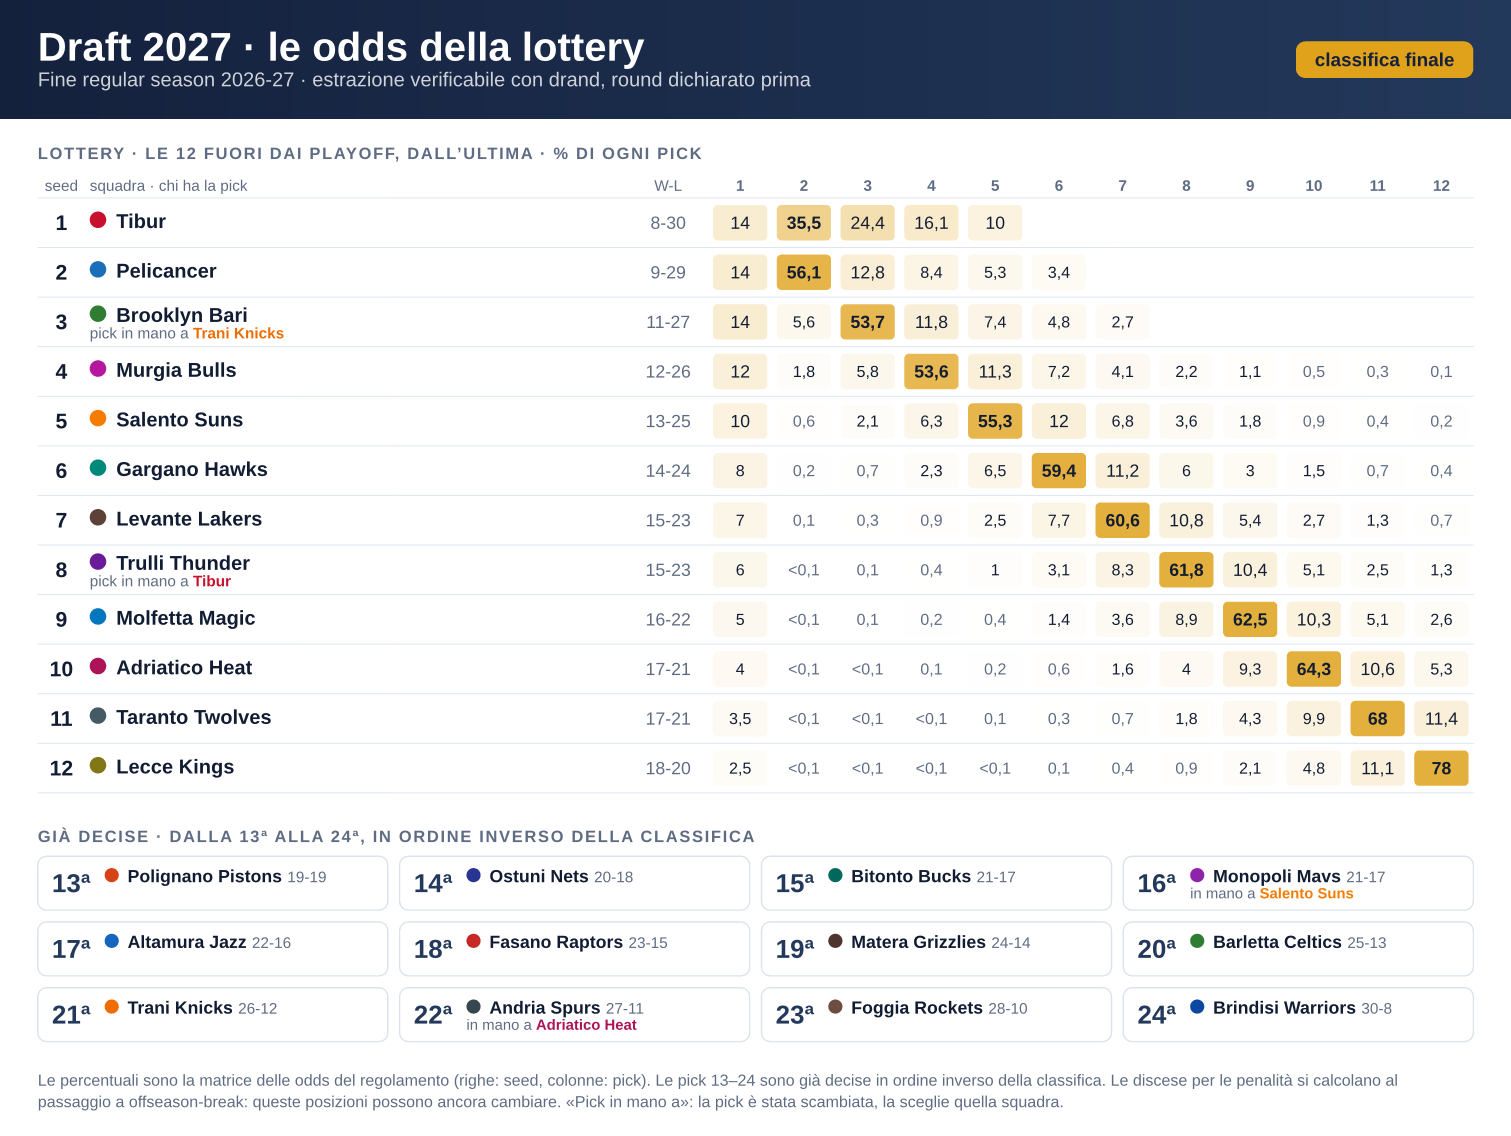 Draft 2027 · le odds della lottery
Fine regular season 2026-27 · estrazione verificabile con drand, round dichiarato prima
classifica finale
LOTTERY · LE 12 FUORI DAI PLAYOFF, DALL’ULTIMA · % DI OGNI PICK
seed squadra · chi ha la pick W-L 1 2 3 4 5 6 7 8 9 10 11 12
1 Tibur 8-30 14 35,5 24,4 16,1 10
2 Pelicancer 9-29 14 56,1 12,8 8,4 5,3 3,4
3 Brooklyn Bari 11-27 14 5,6 53,7 11,8 7,4 4,8 2,7
pick in mano a Trani Knicks
4 Murgia Bulls 12-26 12 1,8 5,8 53,6 11,3 7,2 4,1 2,2 1,1 0,5 0,3 0,1
5 Salento Suns 13-25 10 0,6 2,1 6,3 55,3 12 6,8 3,6 1,8 0,9 0,4 0,2
6 Gargano Hawks 14-24 8 0,2 0,7 2,3 6,5 59,4 11,2 6 3 1,5 0,7 0,4
7 Levante Lakers 15-23 7 0,1 0,3 0,9 2,5 7,7 60,6 10,8 5,4 2,7 1,3 0,7
8 Trulli Thunder 15-23 6 <0,1 0,1 0,4 1 3,1 8,3 61,8 10,4 5,1 2,5 1,3
pick in mano a Tibur
9 Molfetta Magic 16-22 5 <0,1 0,1 0,2 0,4 1,4 3,6 8,9 62,5 10,3 5,1 2,6
10 Adriatico Heat 17-21 4 <0,1 <0,1 0,1 0,2 0,6 1,6 4 9,3 64,3 10,6 5,3
11 Taranto Twolves 17-21 3,5 <0,1 <0,1 <0,1 0,1 0,3 0,7 1,8 4,3 9,9 68 11,4
12 Lecce Kings 18-20 2,5 <0,1 <0,1 <0,1 <0,1 0,1 0,4 0,9 2,1 4,8 11,1 78
GIÀ DECISE · DALLA 13ª ALLA 24ª, IN ORDINE INVERSO DELLA CLASSIFICA
13ª Polignano Pistons 19-19
14ª Ostuni Nets 20-18
15ª Bitonto Bucks 21-17
16ª Monopoli Mavs 21-17
in mano a Salento Suns
17ª Altamura Jazz 22-16
18ª Fasano Raptors 23-15
19ª Matera Grizzlies 24-14
20ª Barletta Celtics 25-13
21ª Trani Knicks 26-12
22ª Andria Spurs 27-11
in mano a Adriatico Heat
23ª Foggia Rockets 28-10
24ª Brindisi Warriors 30-8
Le percentuali sono la matrice delle odds del regolamento (righe: seed, colonne: pick). Le pick 13–24 sono già decise in ordine inverso della classifica. Le discese per le penalità si calcolano al
passaggio a offseason-break: queste posizioni possono ancora cambiare. «Pick in mano a»: la pick è stata scambiata, la sceglie quella squadra.